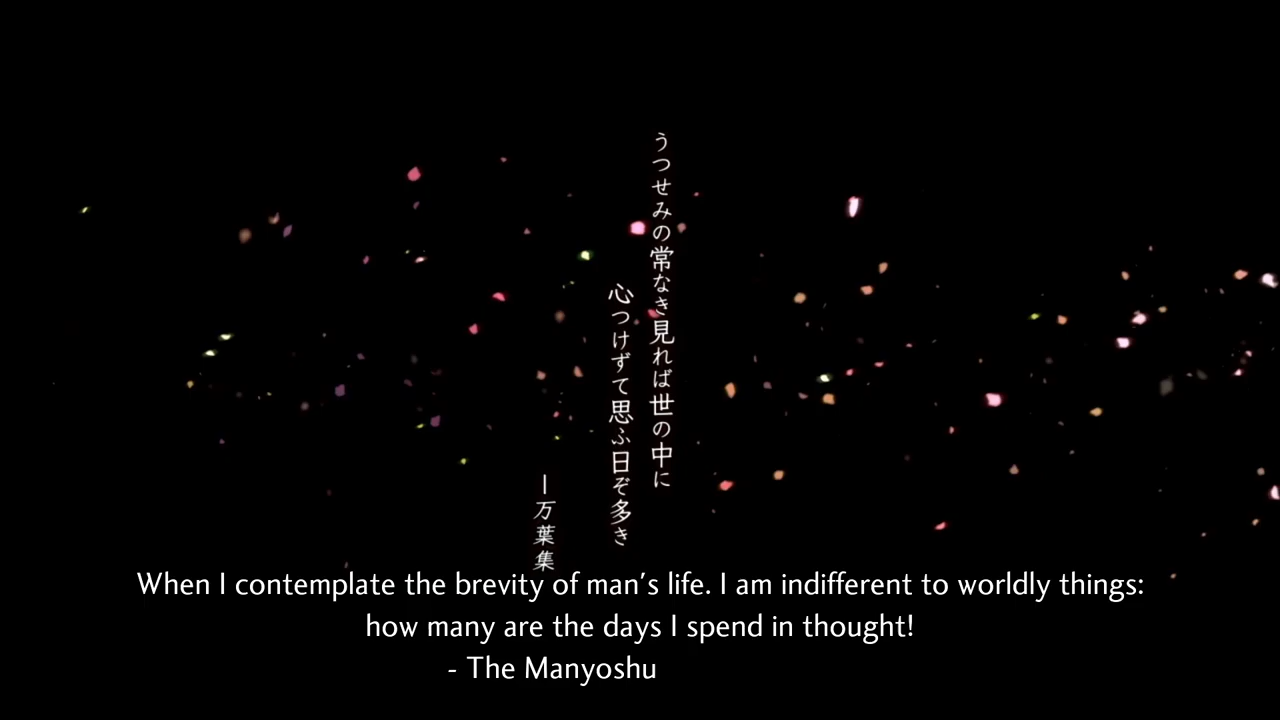 うつせみの常なき見れば世の中に
心つけずて思ふ日ぞ多き
—万葉集
When I contemplate the brevity of man's life. I am indifferent to worldly things:
how many are the days I spend in thought!
- The Manyoshu